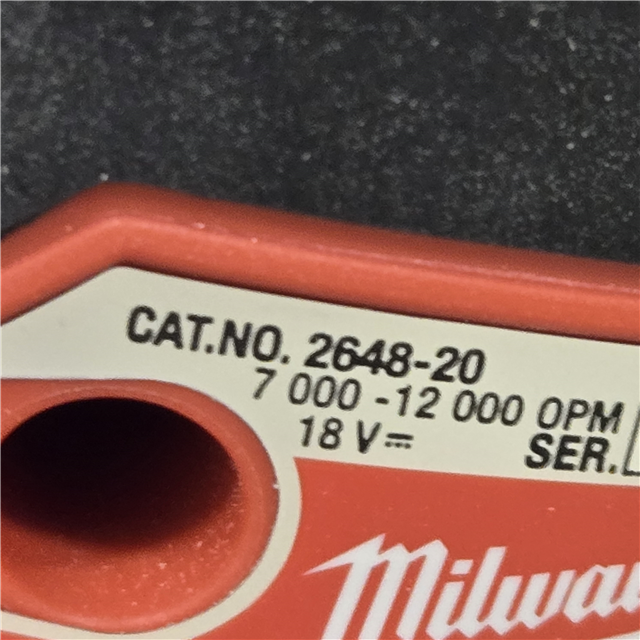 CAT.NO. 2648-20
7 000 -12 000 OPM
18 V⎓
SER.
Milwau